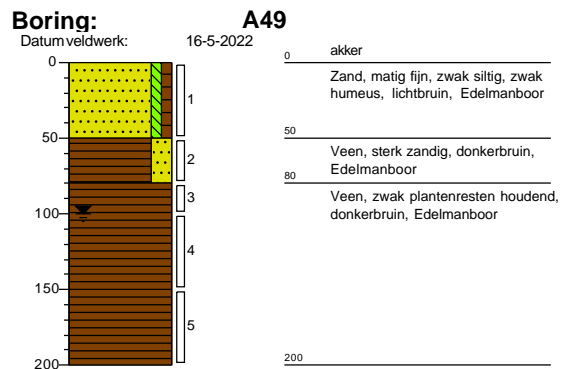 Boring: A49
Datum veldwerk: 16-5-2022
0
50
100
150
200
1
2
3
4
5
0
akker
Zand, matig fijn, zwak siltig, zwak
humeus, lichtbruin, Edelmanboor
50
Veen, sterk zandig, donkerbruin,
Edelmanboor
80
Veen, zwak plantenresten houdend,
donkerbruin, Edelmanboor
200